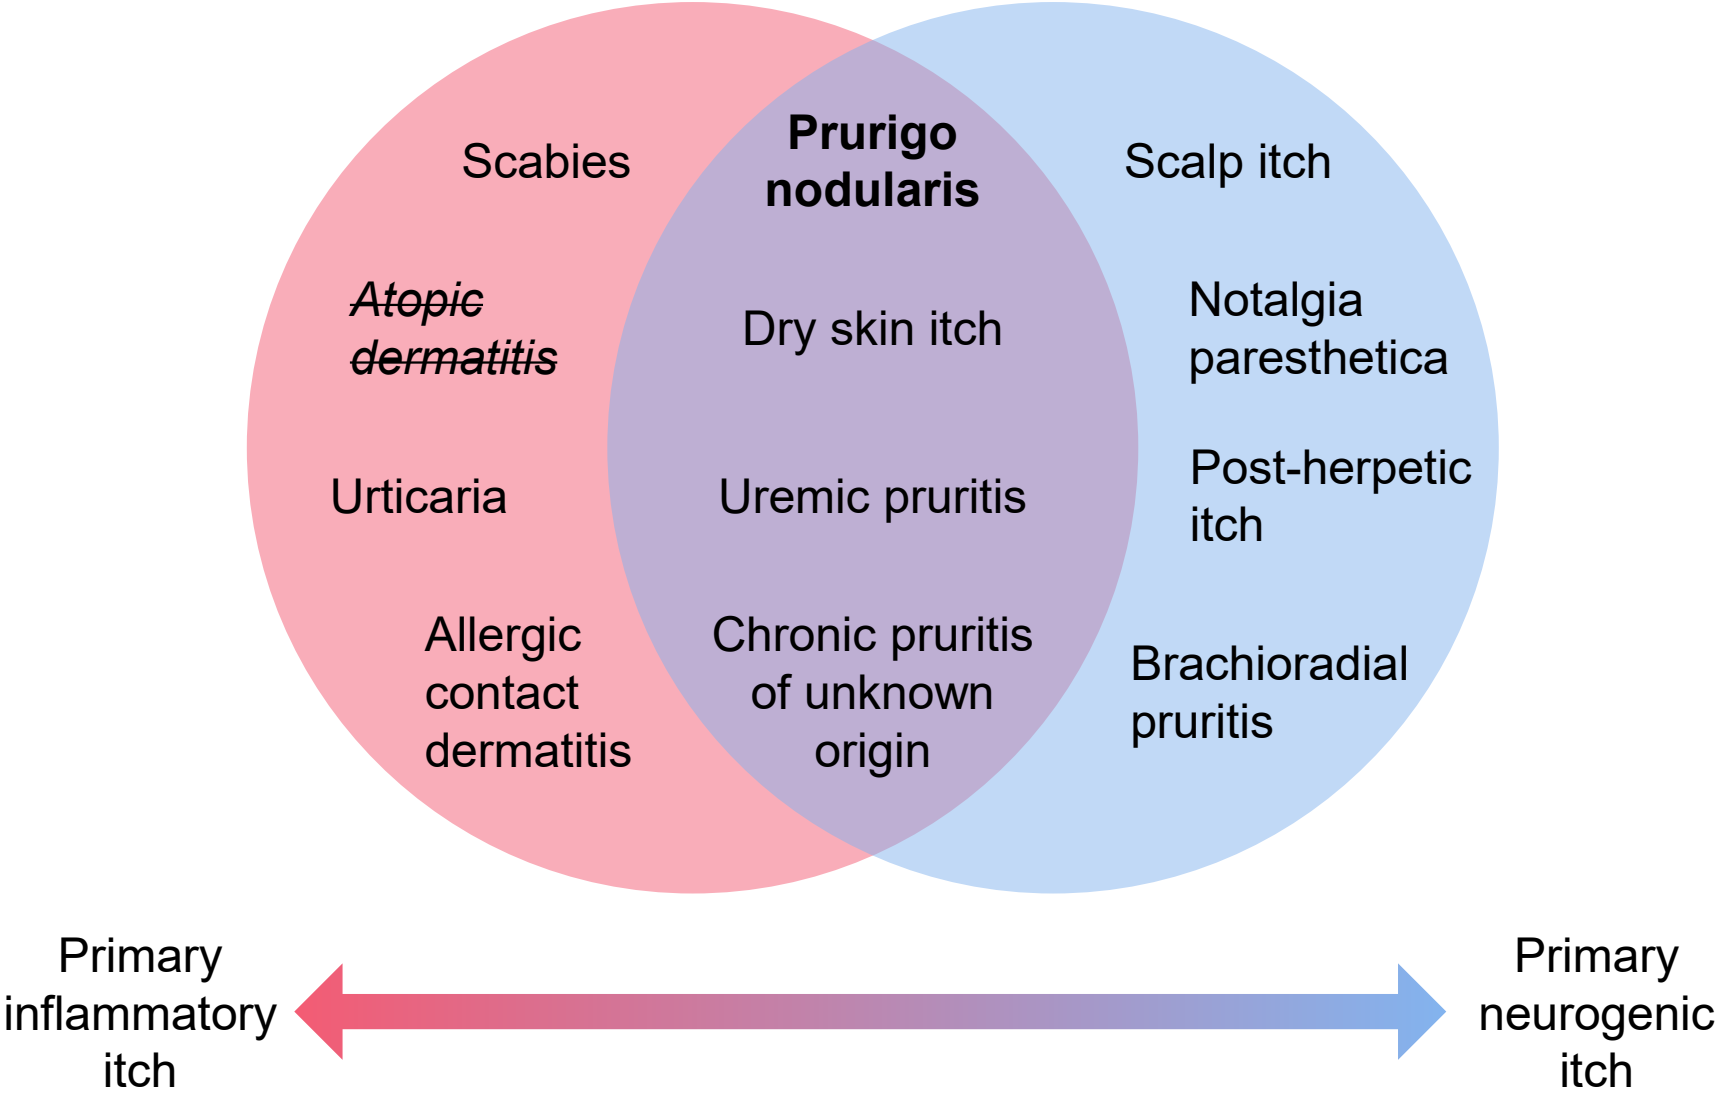 Scabies
Atopic
dermatitis
Urticaria
Allergic
contact
dermatitis
Prurigo
nodularis
Dry skin itch
Uremic pruritis
Chronic pruritis
of unknown
origin
Scalp itch
Notalgia
paresthetica
Post-herpetic
itch
Brachioradial
pruritis
Primary
inflammatory
itch
Primary
neurogenic
itch